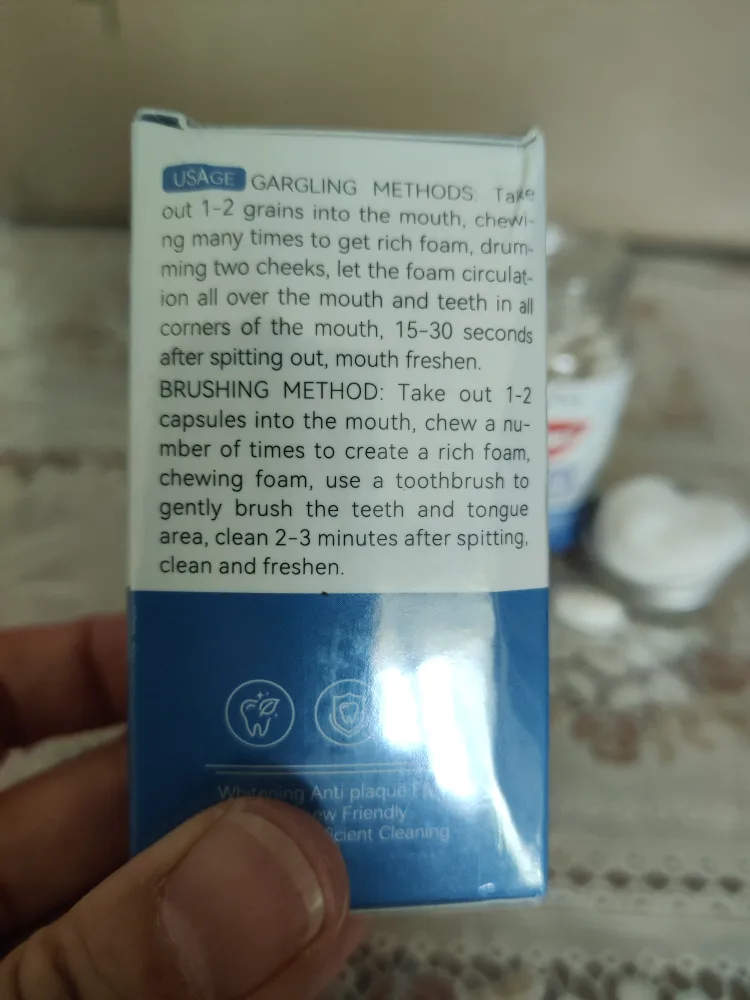 USAGE GARGLING METHODS: Take
out 1-2 grains into the mouth, chewi-
ng many times to get rich foam, drum-
ming two cheeks, let the foam circulat-
ion all over the mouth and teeth in all
corners of the mouth, 15-30 seconds
after spitting out, mouth freshen.
BRUSHING METHOD: Take out 1-2
capsules into the mouth, chew a nu-
mber of times to create a rich foam,
chewing foam, use a toothbrush to
gently brush the teeth and tongue
area, clean 2-3 minutes after spitting,
clean and freshen.
Whitening Anti plaque
Friendly
Cleaning